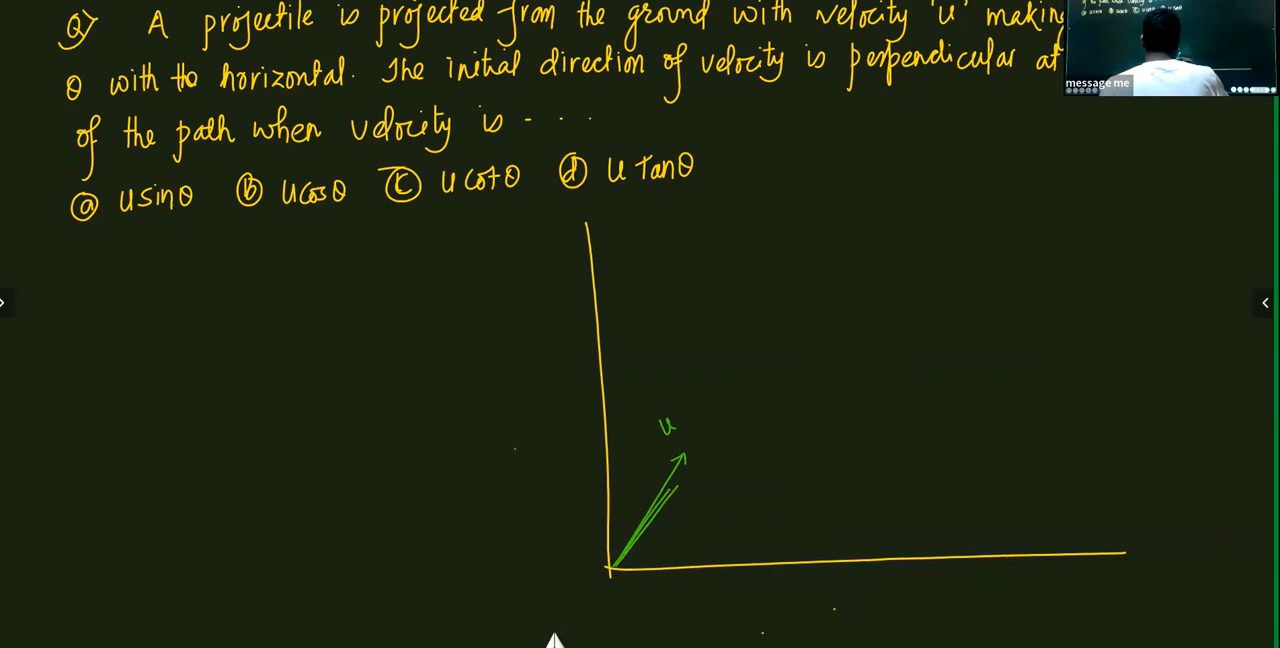 Q) A projectile is projected from the ground with velocity 'u' making
θ with the horizontal. The initial direction of velocity is perpendicular at
of the path when velocity is - . .
ⓐ u sinθ ⓑ u cosθ ⓒ u cotθ ⓓ u tanθ
u
message me